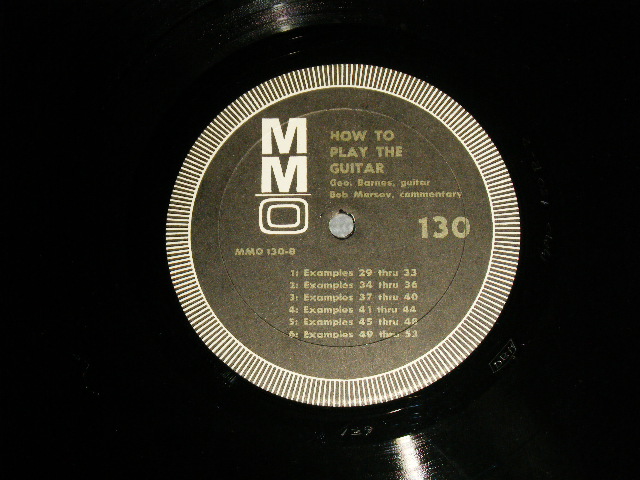 MMO
HOW TO
PLAY THE
GUITAR
Geo. Barnes, guitar
Bob Mersey, commentary
130
MMO 130-B
1: Examples 29 thru 33
2: Examples 34 thru 36
3: Examples 37 thru 40
4: Examples 41 thru 44
5: Examples 45 thru 48
6: Examples 49 thru 53